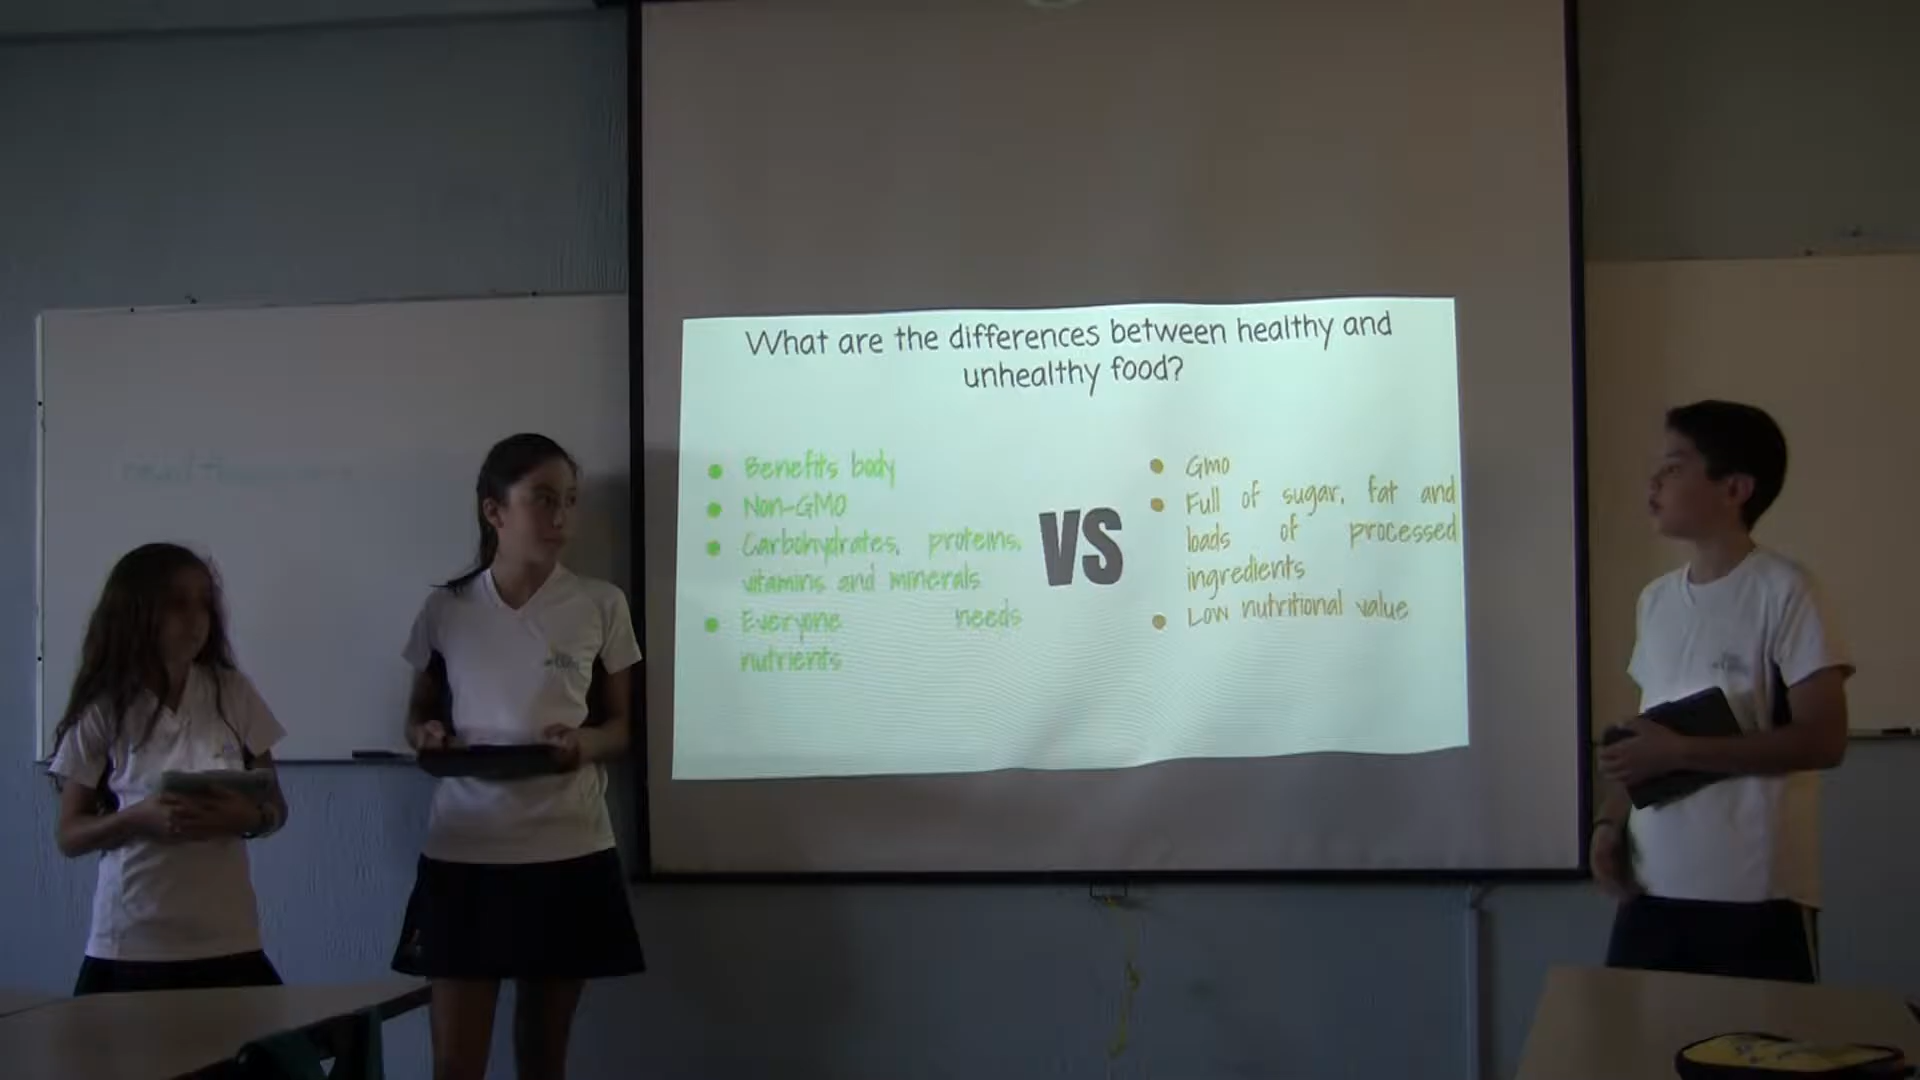 What are the differences between healthy and
unhealthy food?
Benefits body
Non-GMO
Carbohydrates, proteins,
vitamins and minerals
Everyone needs
nutrients
VS
Gmo
Full of sugar, fat and
loads of processed
ingredients
Low nutritional value